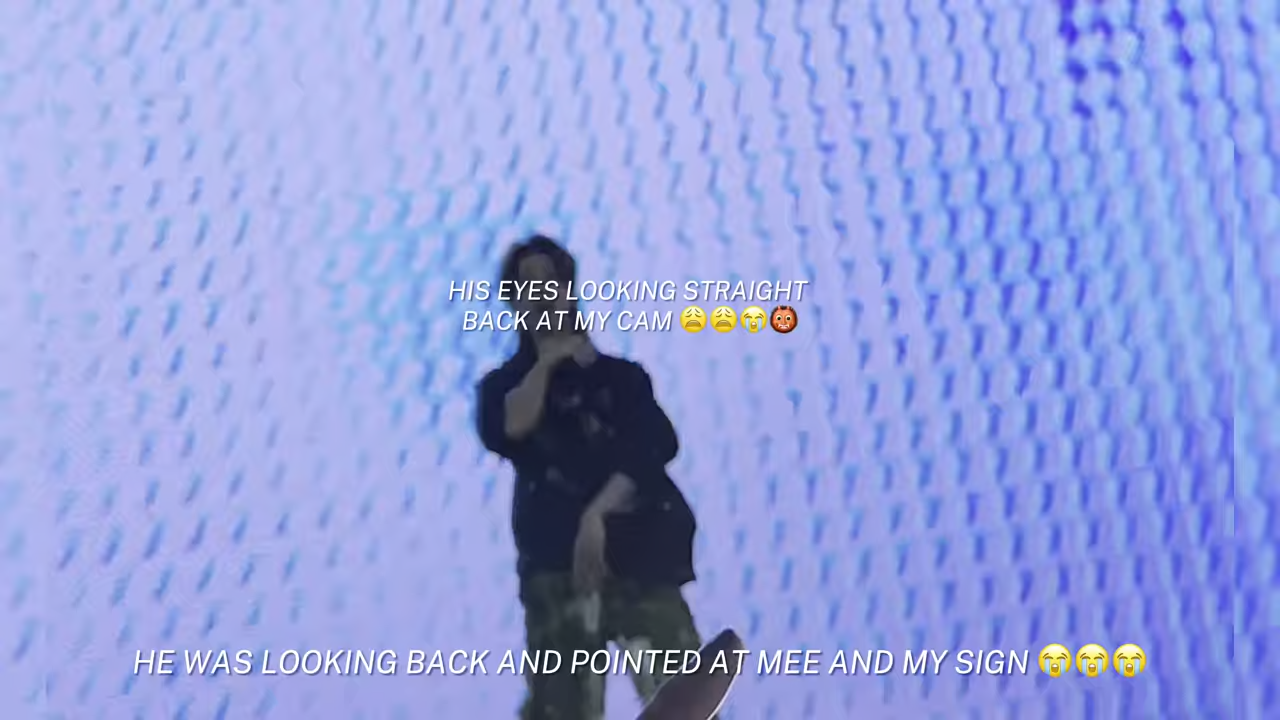 HIS EYES LOOKING STRAIGHT
BACK AT MY CAM 😩😩😭👹
HE WAS LOOKING BACK AND POINTED AT MEE AND MY SIGN 😭😭😭